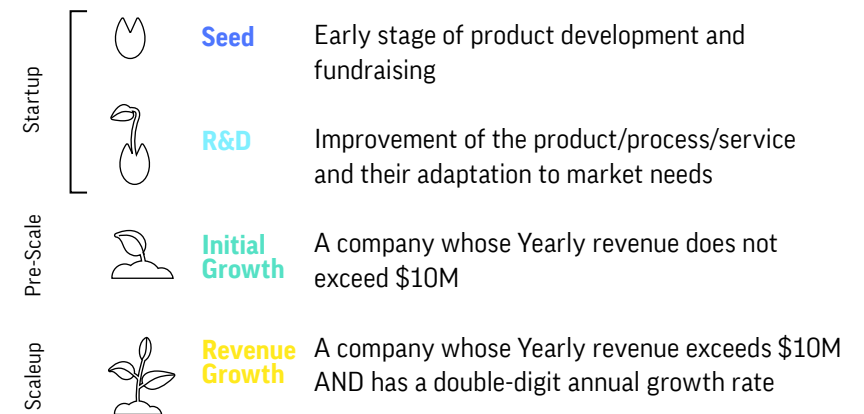 Startup
Seed
Early stage of product development and
fundraising
R&D
Improvement of the product/process/service
and their adaptation to market needs
Pre-Scale
Initial
Growth
A company whose Yearly revenue does not
exceed $10M
Scaleup
Revenue
Growth
A company whose Yearly revenue exceeds $10M
AND has a double-digit annual growth rate